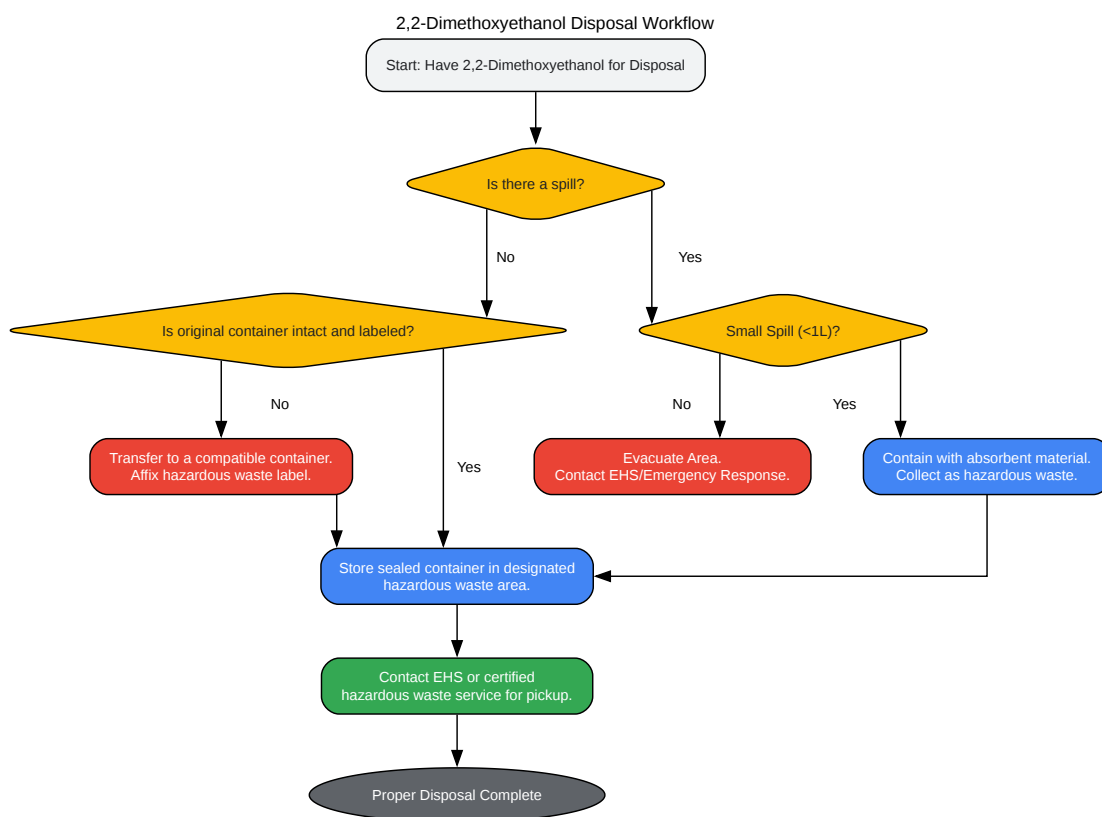 2,2-Dimethoxyethanol Disposal Workflow
Start: Have 2,2-Dimethoxyethanol for Disposal
Is there a spill?
No
Yes
Is original container intact and labeled?
Small Spill (<1L)?
No
No
Yes
Transfer to a compatible container.
Affix hazardous waste label.
Yes
Evacuate Area.
Contact EHS/Emergency Response.
Contain with absorbent material.
Collect as hazardous waste.
Store sealed container in designated
hazardous waste area.
Contact EHS or certified
hazardous waste service for pickup.
Proper Disposal Complete